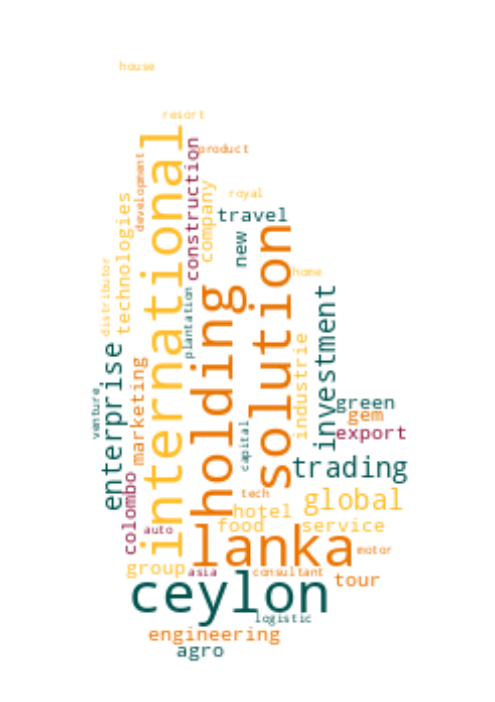 house
resort
product
international
development
construction
company
royal
technologies
travel
new
solution
distributor
home
holding
plantation
investment
industrie
enterprise
marketing
venture
green
gem
capital
export
trading
colombo
tech
global
hotel
food
service
auto
lanka
motor
group
asia
consultant
tour
ceylon
logistic
engineering
agro